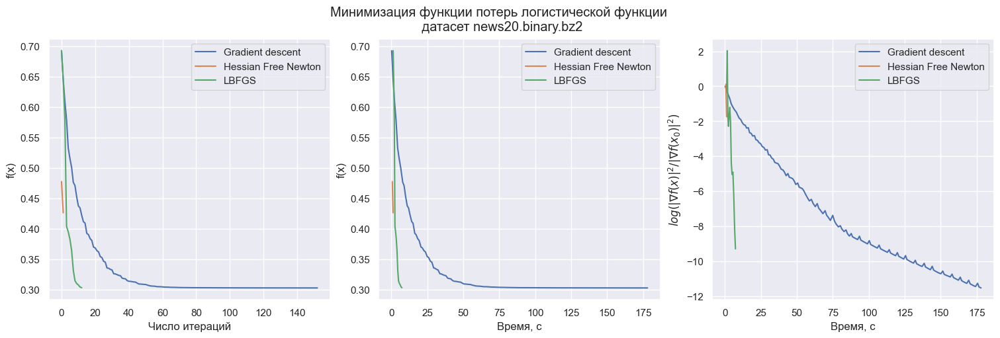 Минимизация функции потерь логистической функции
датасет news20.binary.bz2
f(x)
0.70
0.65
0.60
0.55
0.50
0.45
0.40
0.35
0.30
Gradient descent
Hessian Free Newton
LBFGS
0 20 40 60 80 100 120 140
Число итераций
f(x)
0.70
0.65
0.60
0.55
0.50
0.45
0.40
0.35
0.30
Gradient descent
Hessian Free Newton
LBFGS
0 25 50 75 100 125 150 175
Время, с
log(|∇f(x)|²/|∇f(x₀)|²)
2
0
−2
−4
−6
−8
−10
−12
Gradient descent
Hessian Free Newton
LBFGS
0 25 50 75 100 125 150 175
Время, с